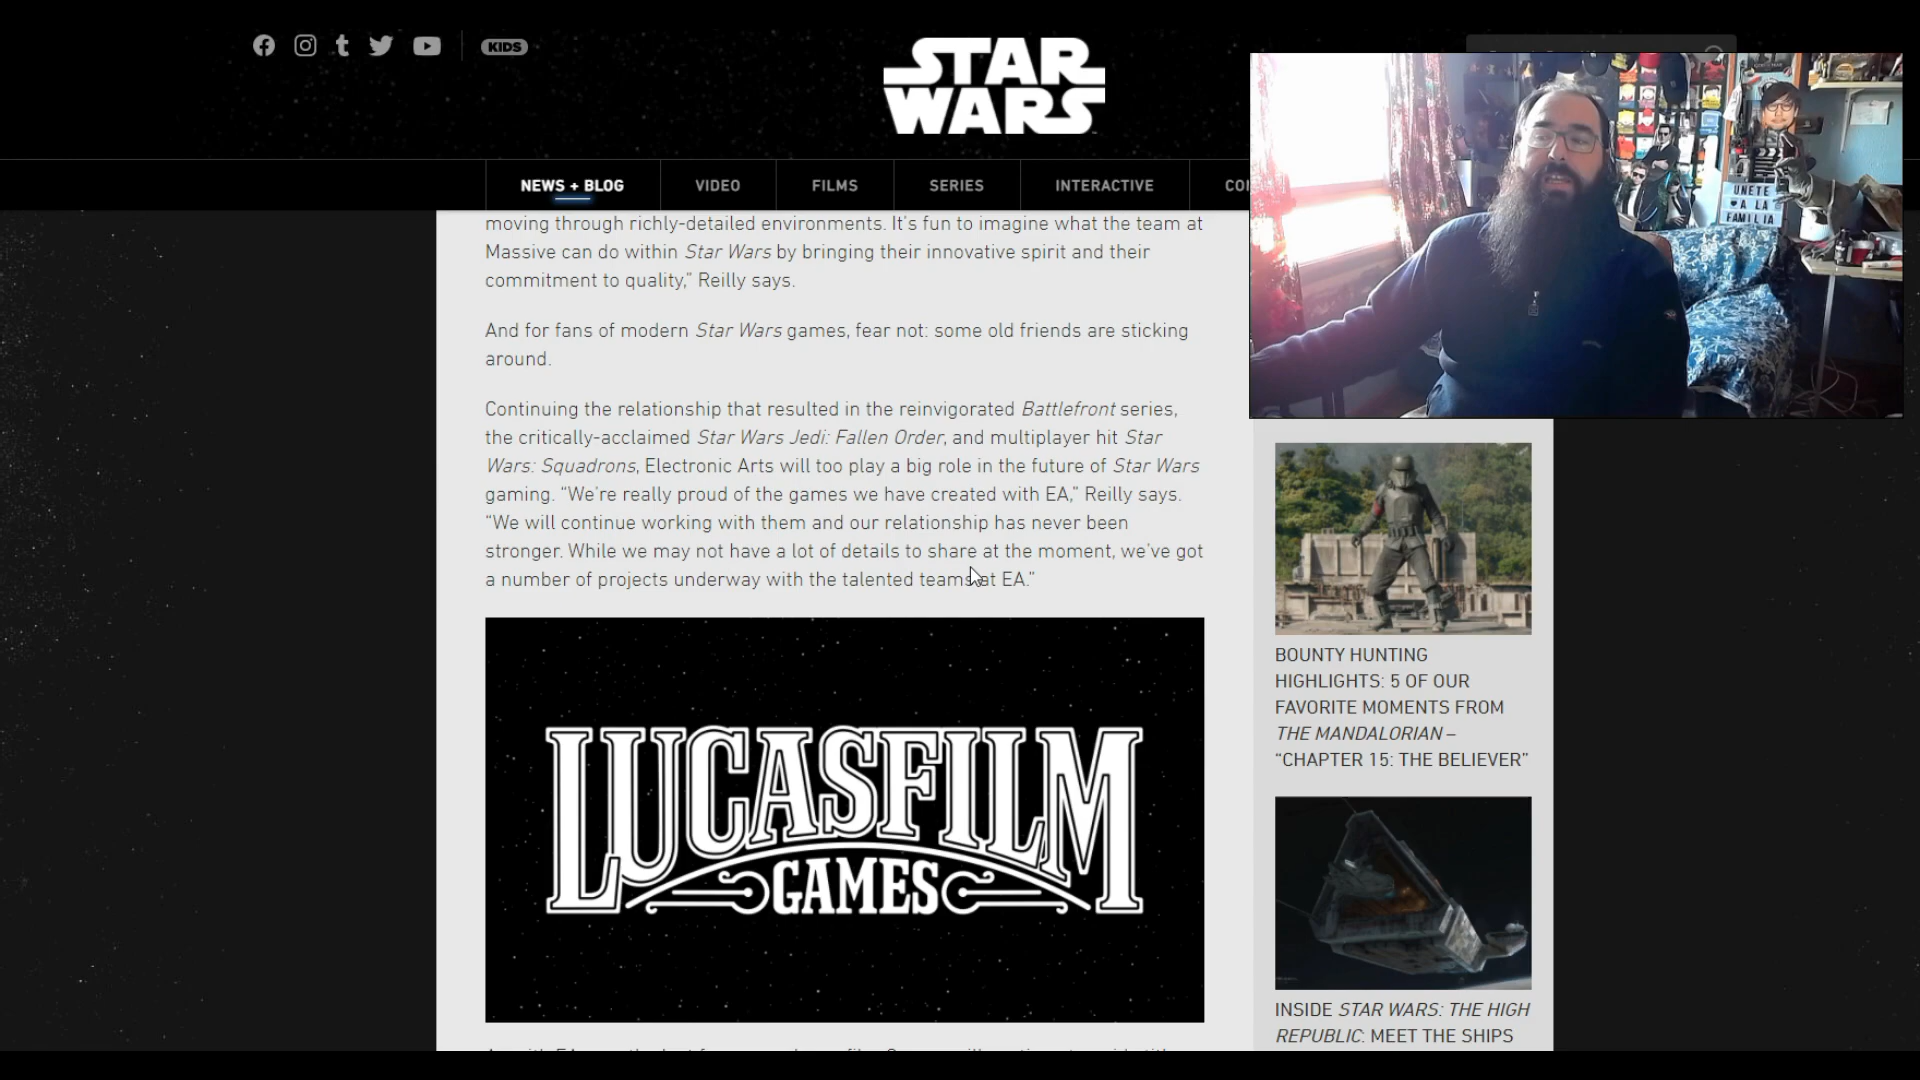 KIDS
STAR
WARS
NEWS + BLOG
VIDEO
FILMS
SERIES
INTERACTIVE
moving through richly-detailed environments. It's fun to imagine what the team at
Massive can do within Star Wars by bringing their innovative spirit and their
commitment to quality,” Reilly says.
And for fans of modern Star Wars games, fear not: some old friends are sticking
around.
Continuing the relationship that resulted in the reinvigorated Battlefront series,
the critically-acclaimed Star Wars Jedi: Fallen Order, and multiplayer hit Star
Wars: Squadrons, Electronic Arts will too play a big role in the future of Star Wars
gaming. “We're really proud of the games we have created with EA,” Reilly says.
“We will continue working with them and our relationship has never been
stronger. While we may not have a lot of details to share at the moment, we've got
a number of projects underway with the talented teams at EA.”
LUCASFILM
GAMES
UNETE
A LA
FAMILIA
BOUNTY HUNTING
HIGHLIGHTS: 5 OF OUR
FAVORITE MOMENTS FROM
THE MANDALORIAN –
“CHAPTER 15: THE BELIEVER”
INSIDE STAR WARS: THE HIGH
REPUBLIC: MEET THE SHIPS